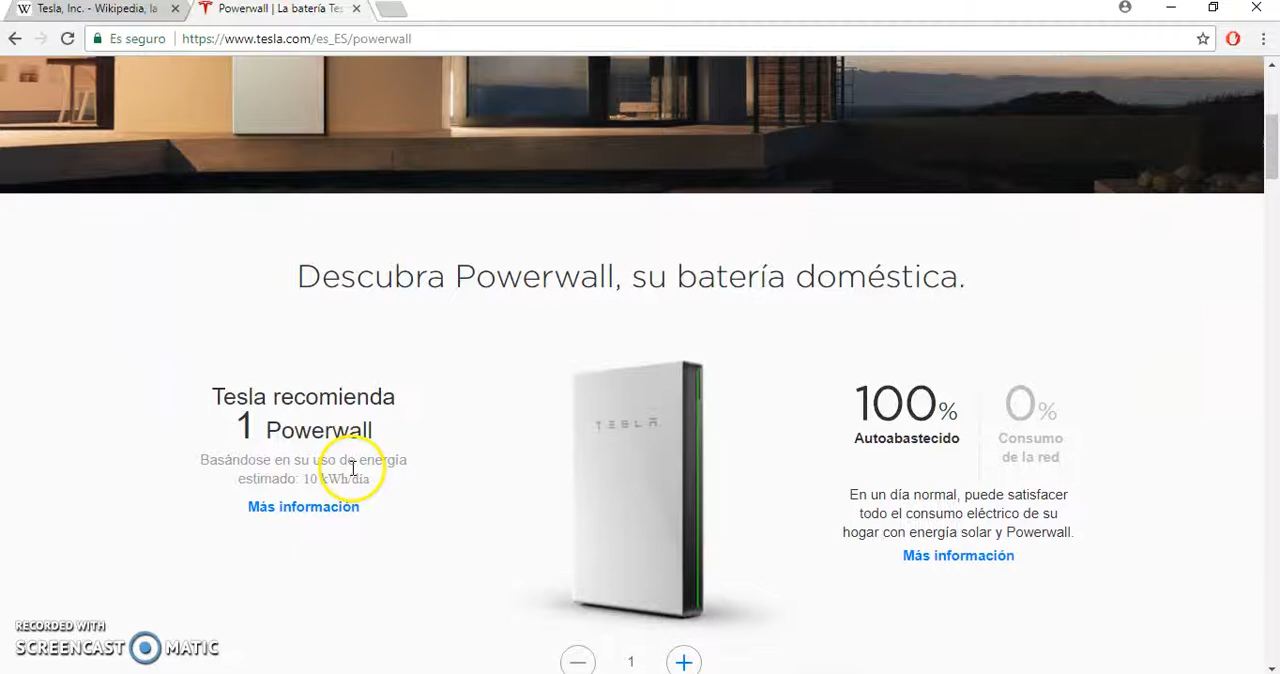 Tesla, Inc. - Wikipedia, la
Powerwall | La batería Tes
Es seguro
https://www.tesla.com/es_ES/powerwall
Descubra Powerwall, su batería doméstica.
Tesla recomienda
1 Powerwall
Basándose en su uso de energía
estimado: 10 kWh/día
Más información
TESLA
100%
Autoabastecido
0%
Consumo
de la red
En un día normal, puede satisfacer
todo el consumo eléctrico de su
hogar con energía solar y Powerwall.
Más información
1
RECORDED WITH
SCREENCAST MATIC